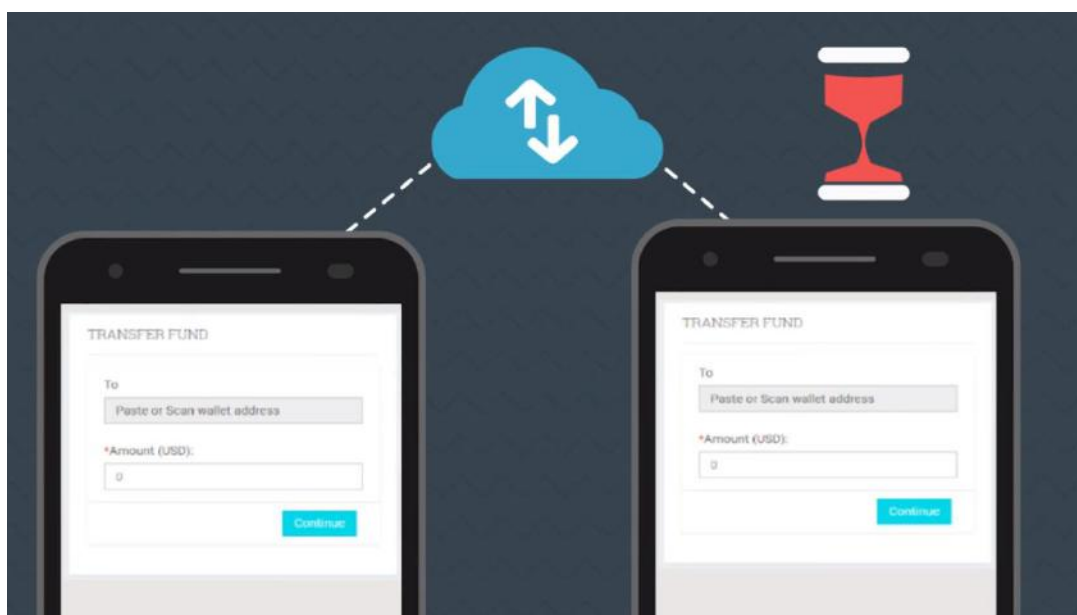 TRANSFER FUND
To
Paste or Scan wallet address
*Amount (USD):
0
Continue
TRANSFER FUND
To
Paste or Scan wallet address
*Amount (USD):
0
Continue